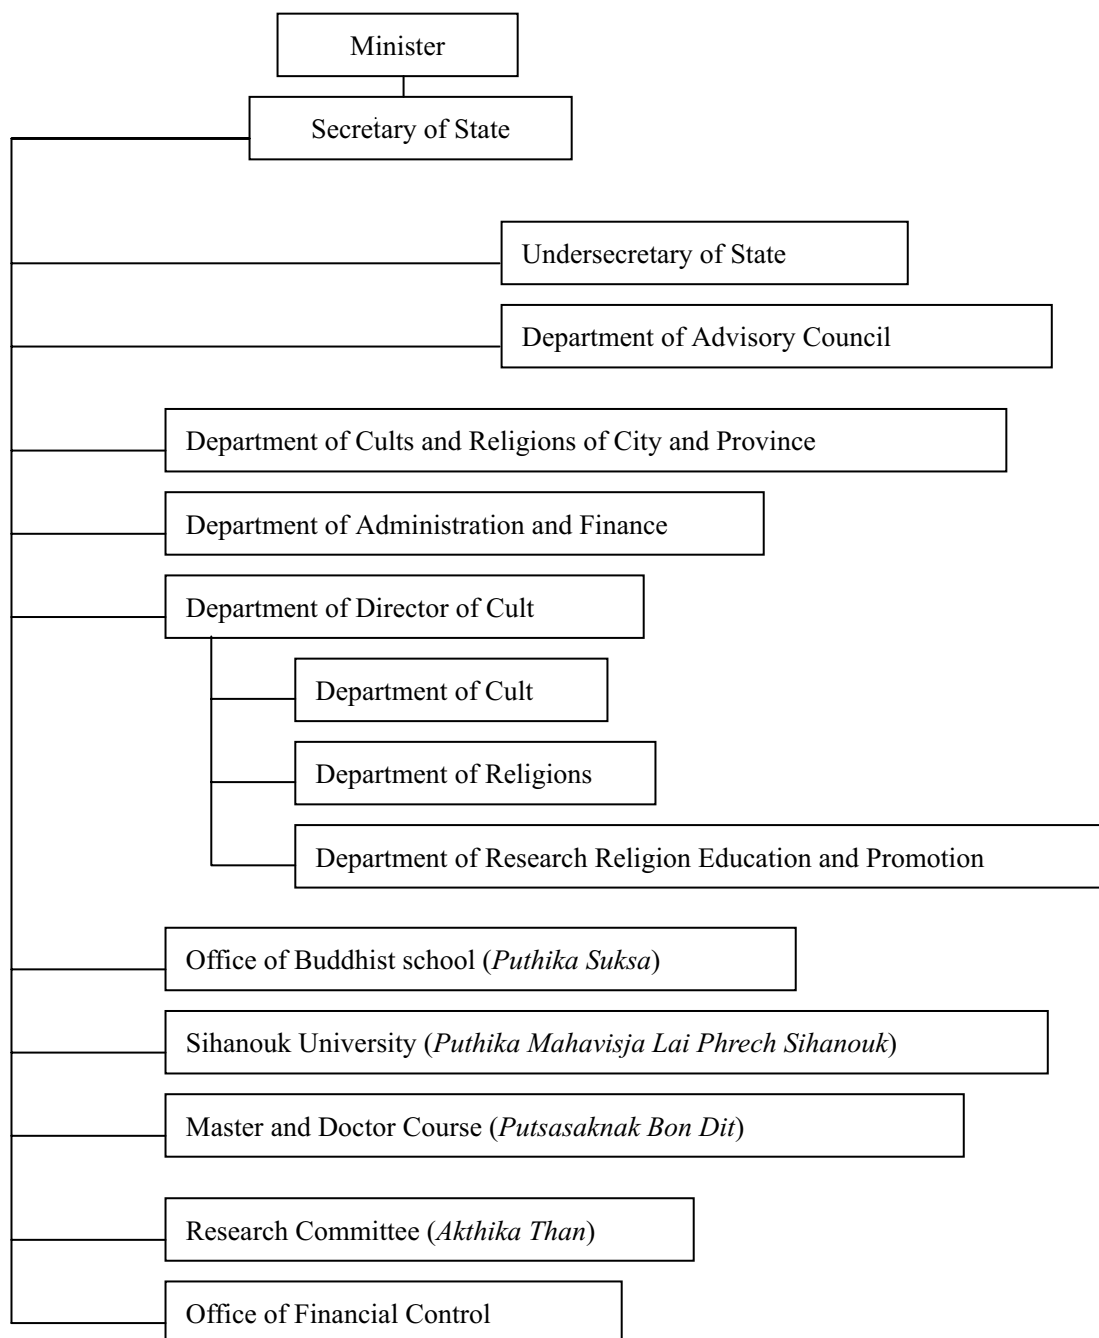 Minister
Secretary of State
Undersecretary of State
Department of Advisory Council
Department of Cults and Religions of City and Province
Department of Administration and Finance
Department of Director of Cult
Department of Cult
Department of Religions
Department of Research Religion Education and Promotion
Office of Buddhist school (Puthika Suksa)
Sihanouk University (Puthika Mahavisja Lai Phrech Sihanouk)
Master and Doctor Course (Putsasaknak Bon Dit)
Research Committee (Akthika Than)
Office of Financial Control